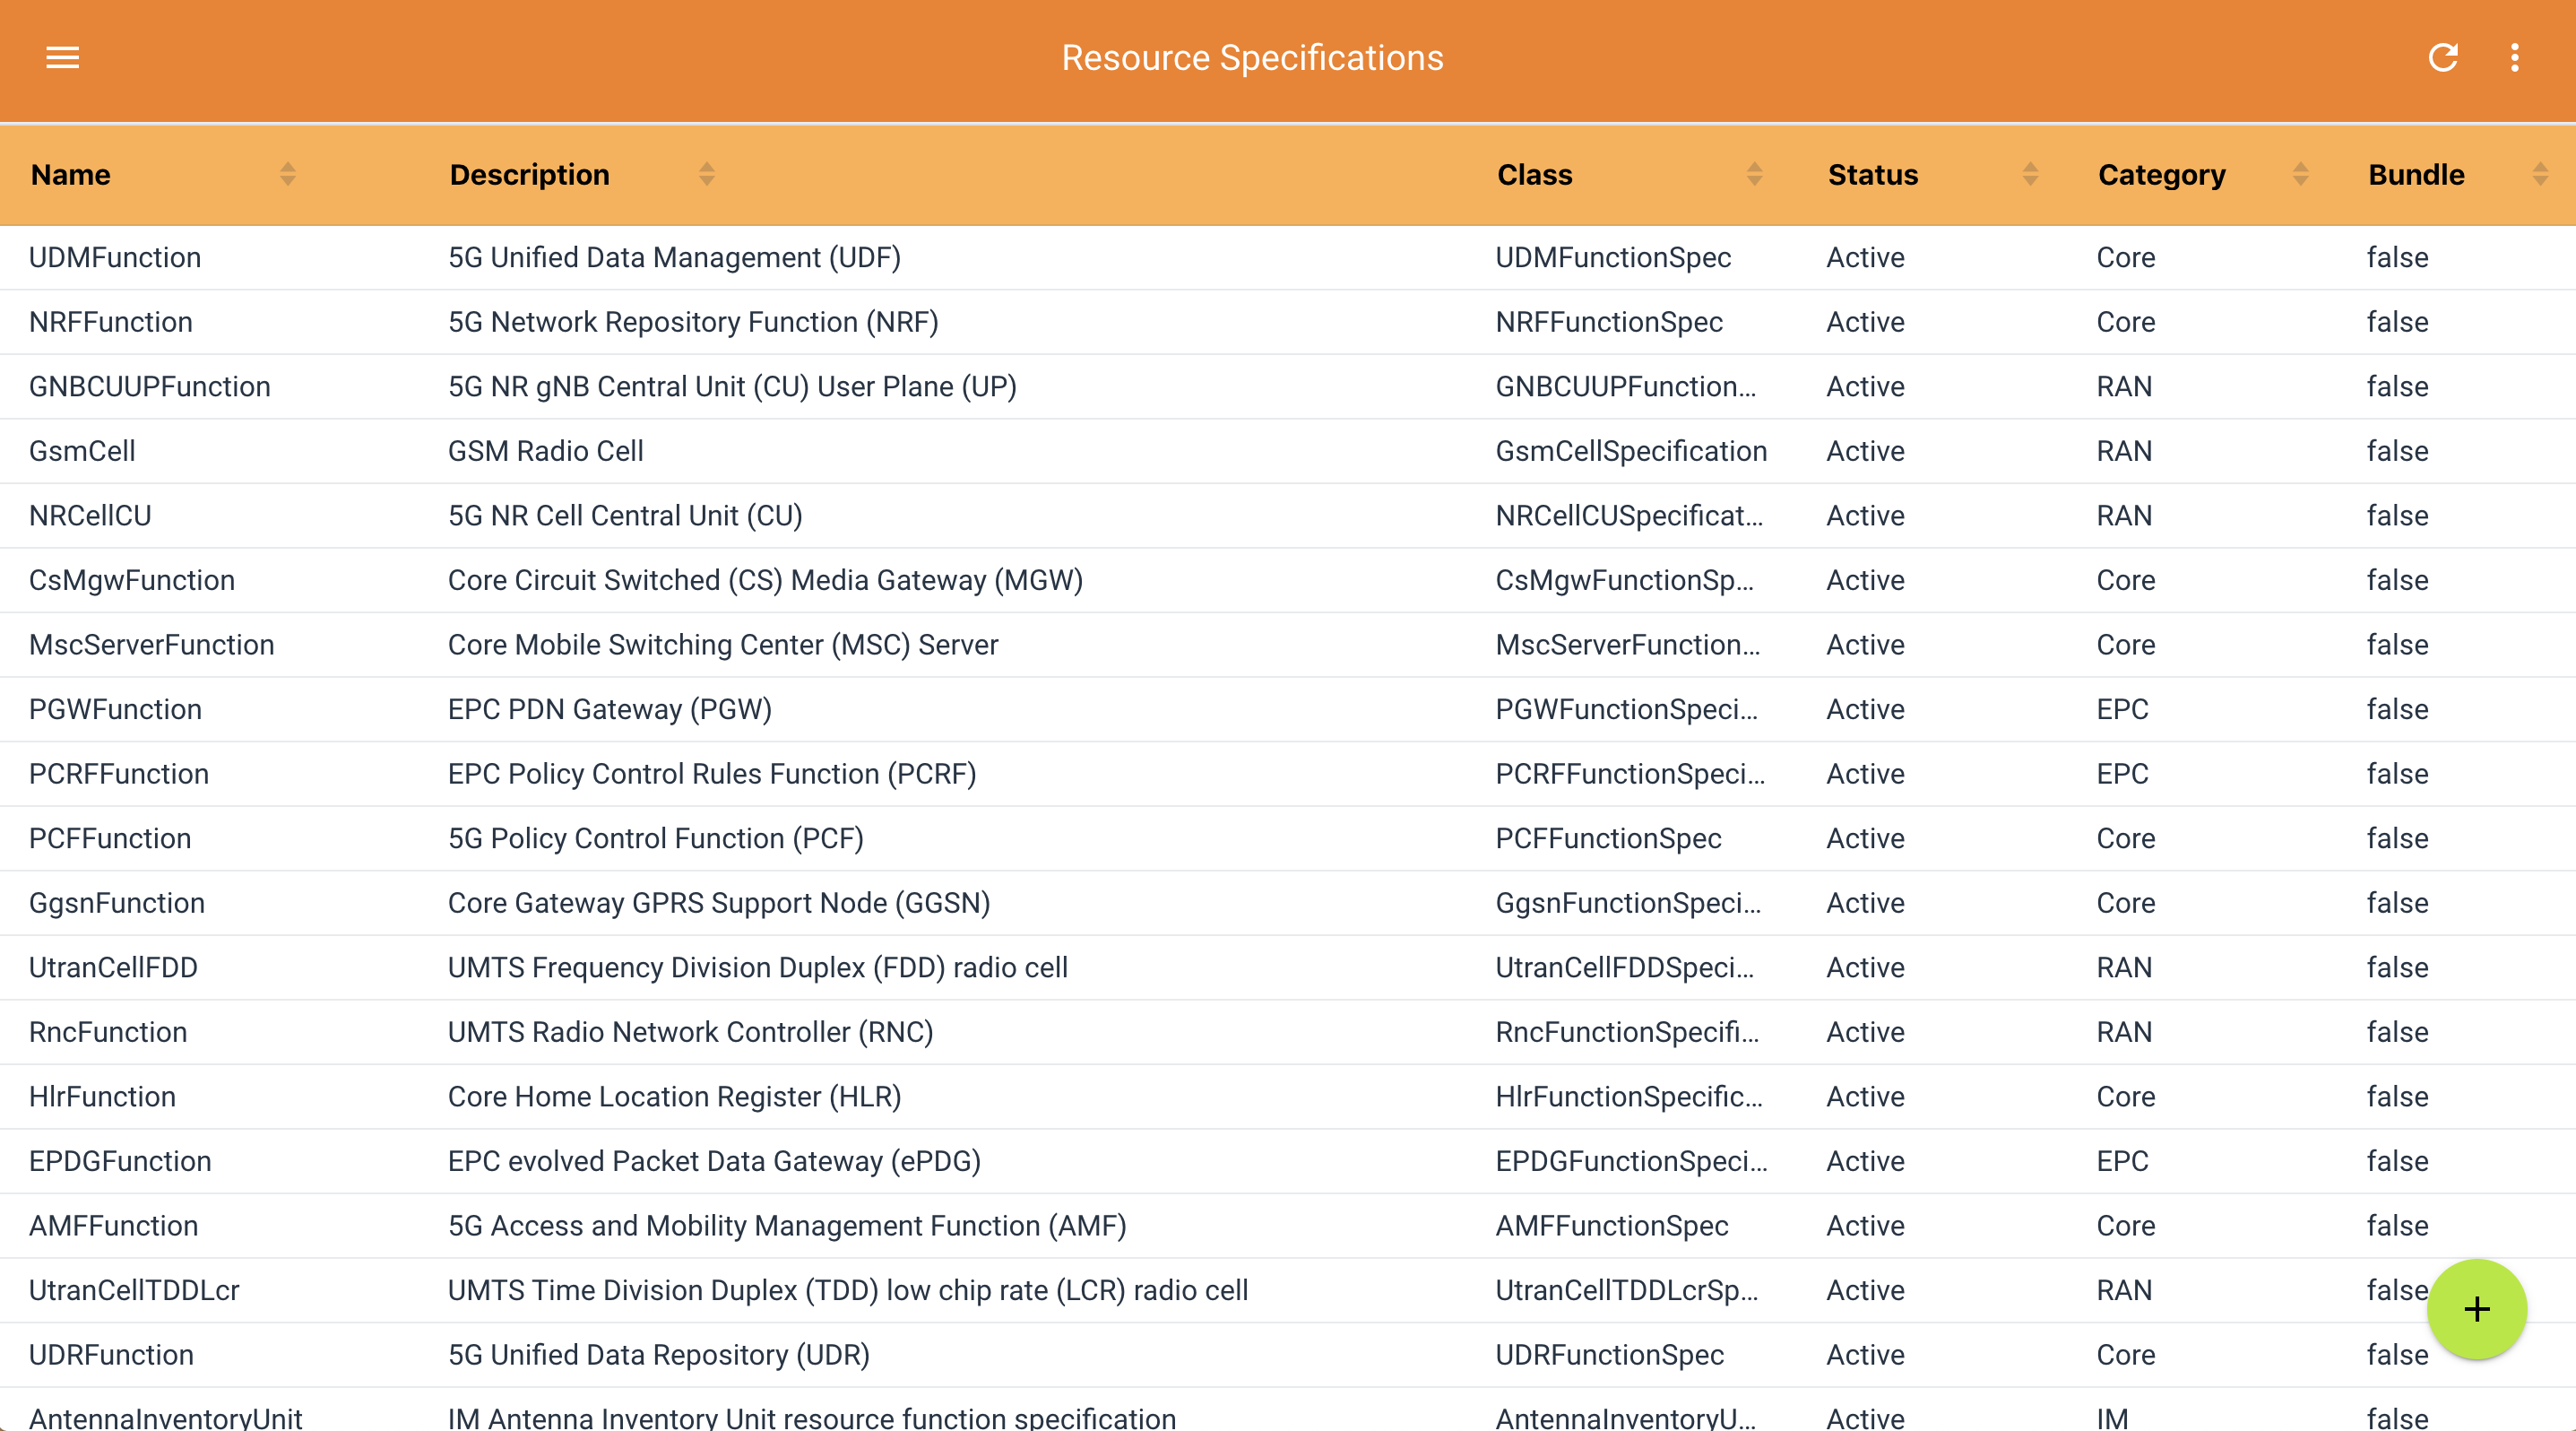 Resource Specifications
Name Description Class Status Category Bundle
UDMFunction 5G Unified Data Management (UDF) UDMFunctionSpec Active Core false
NRFFunction 5G Network Repository Function (NRF) NRFFunctionSpec Active Core false
GNBCUUPFunction 5G NR gNB Central Unit (CU) User Plane (UP) GNBCUUPFunction... Active RAN false
GsmCell GSM Radio Cell GsmCellSpecification Active RAN false
NRCellCU 5G NR Cell Central Unit (CU) NRCellCUSpecificat... Active RAN false
CsMgwFunction Core Circuit Switched (CS) Media Gateway (MGW) CsMgwFunctionSp... Active Core false
MscServerFunction Core Mobile Switching Center (MSC) Server MscServerFunction... Active Core false
PGWFunction EPC PDN Gateway (PGW) PGWFunctionSpeci... Active EPC false
PCRFFunction EPC Policy Control Rules Function (PCRF) PCRFFunctionSpeci... Active EPC false
PCFFunction 5G Policy Control Function (PCF) PCFFunctionSpec Active Core false
GgsnFunction Core Gateway GPRS Support Node (GGSN) GgsnFunctionSpeci... Active Core false
UtranCellFDD UMTS Frequency Division Duplex (FDD) radio cell UtranCellFDDSpeci... Active RAN false
RncFunction UMTS Radio Network Controller (RNC) RncFunctionSpecifi... Active RAN false
HlrFunction Core Home Location Register (HLR) HlrFunctionSpecific... Active Core false
EPDGFunction EPC evolved Packet Data Gateway (ePDG) EPDGFunctionSpeci... Active EPC false
AMFFunction 5G Access and Mobility Management Function (AMF) AMFFunctionSpec Active Core false
UtranCellTDDLcr UMTS Time Division Duplex (TDD) low chip rate (LCR) radio cell UtranCellTDDLcrSp... Active RAN false
UDRFunction 5G Unified Data Repository (UDR) UDRFunctionSpec Active Core false
AntennaInventoryUnit IM Antenna Inventory Unit resource function specification AntennaInventoryU... Active IM false